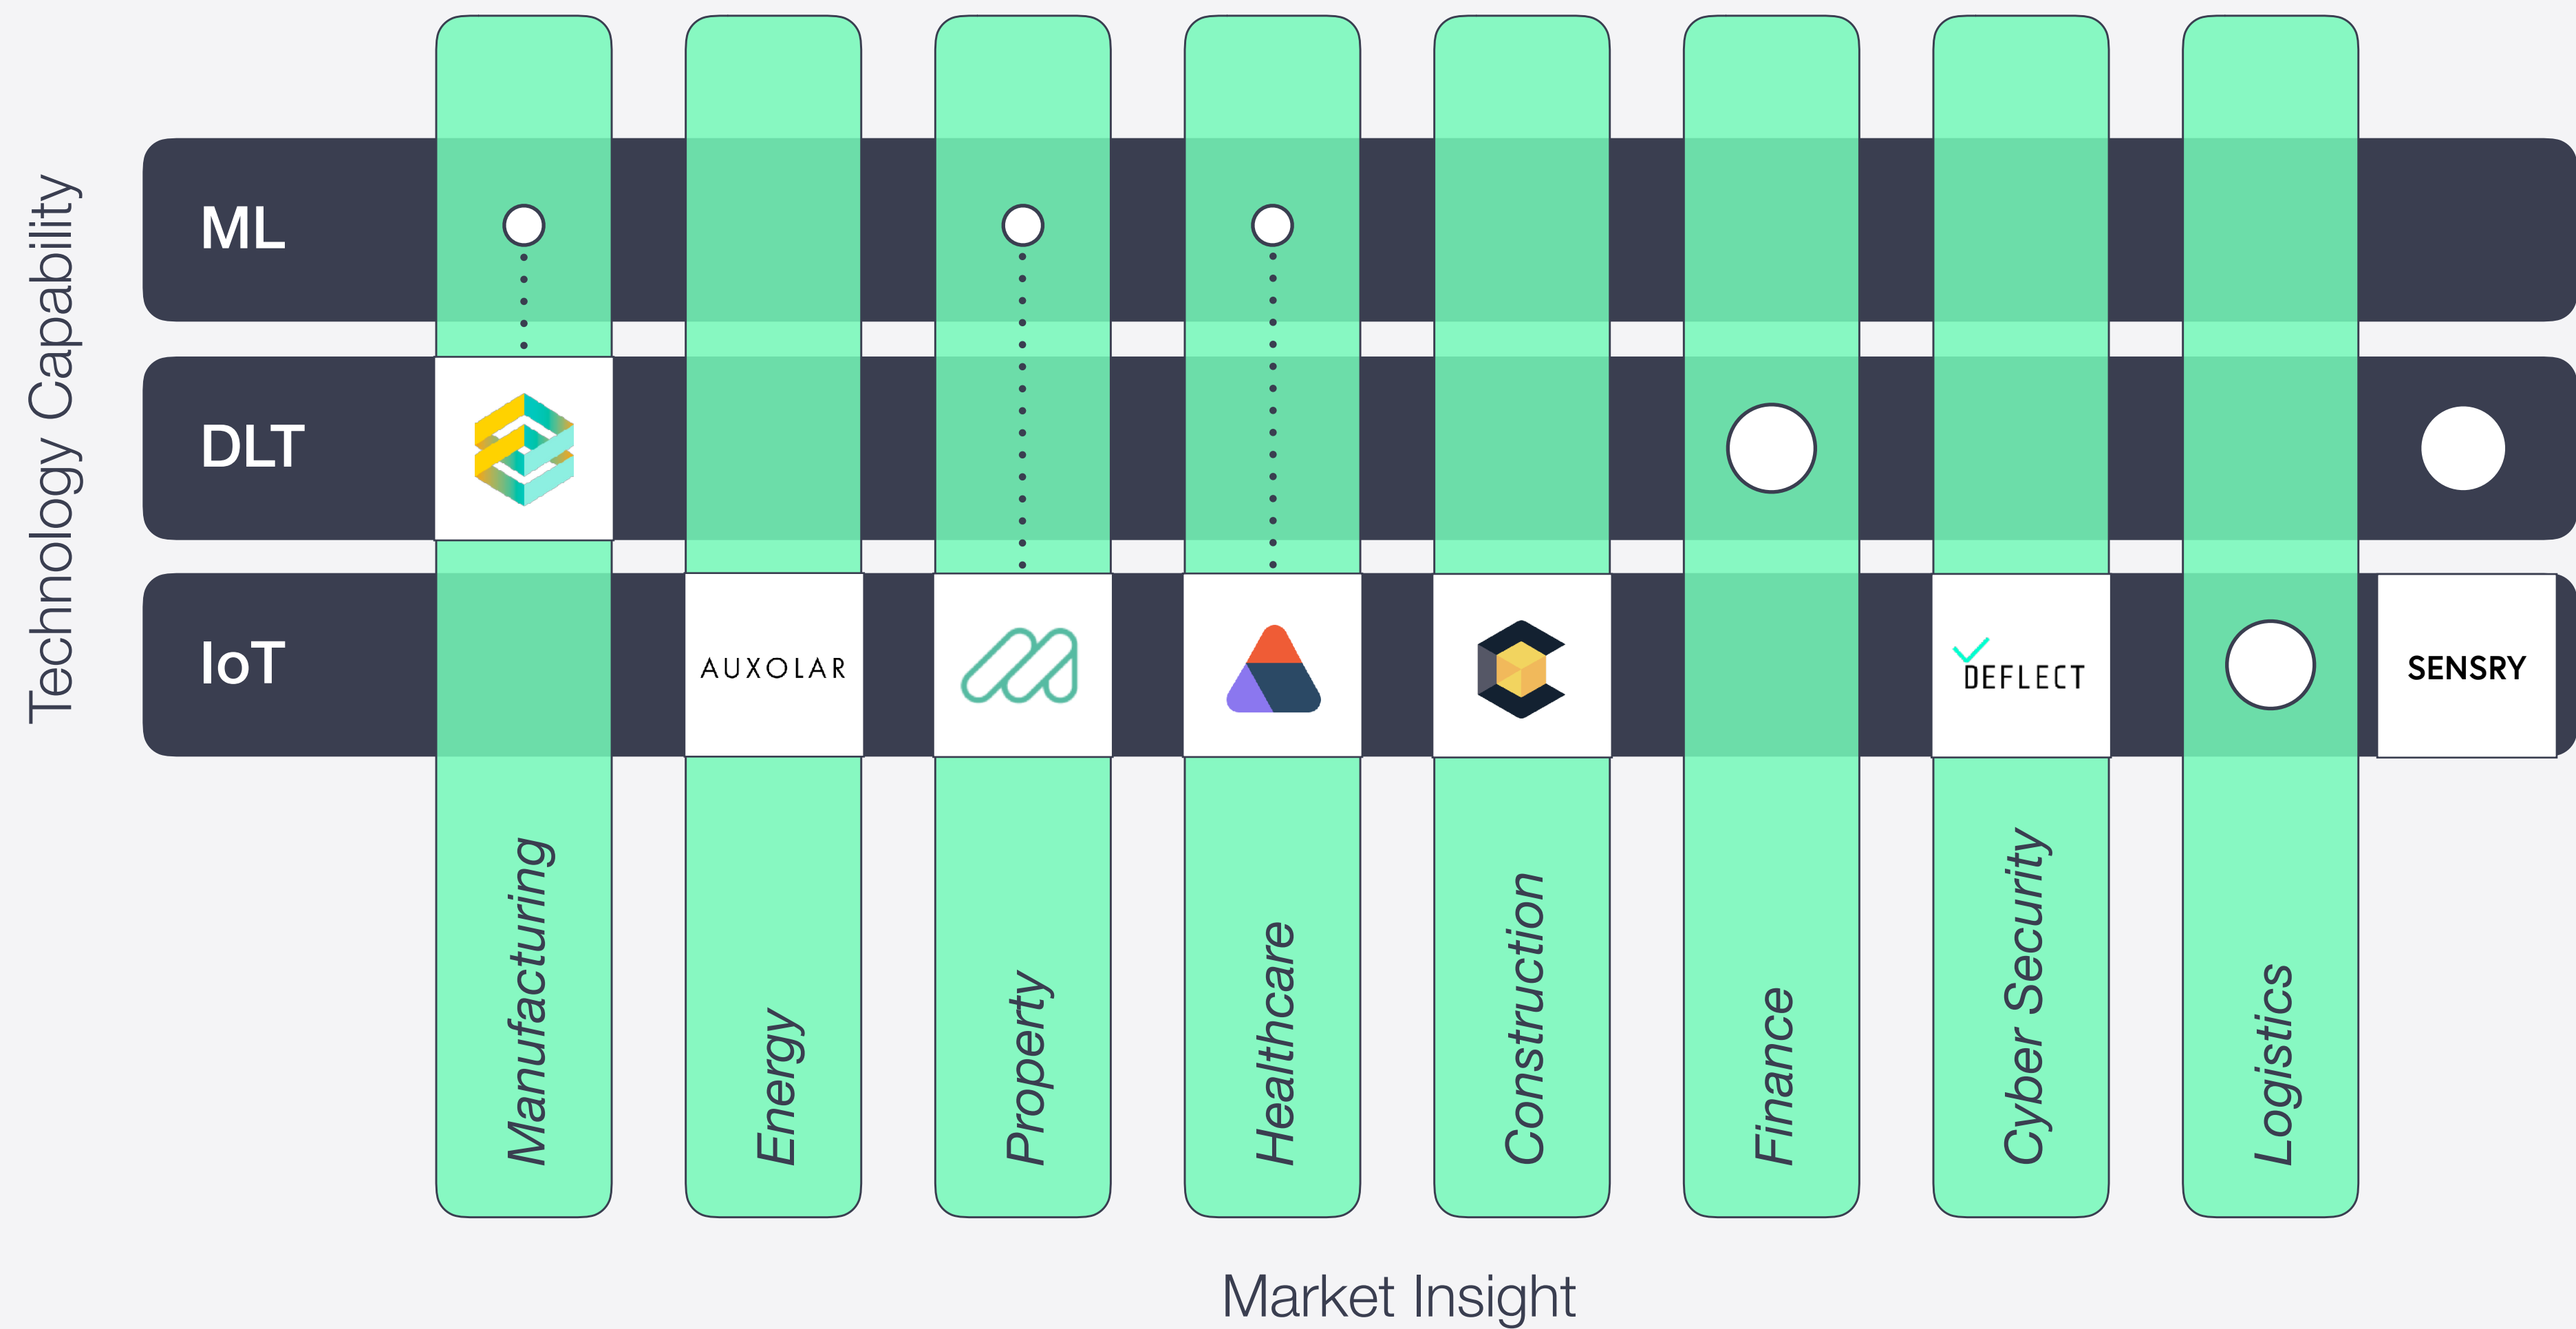 Technology Capability
ML
DLT
IoT
AUXOLAR
DEFLECT
SENSRY
Manufacturing
Energy
Property
Healthcare
Construction
Finance
Cyber Security
Logistics
Market Insight